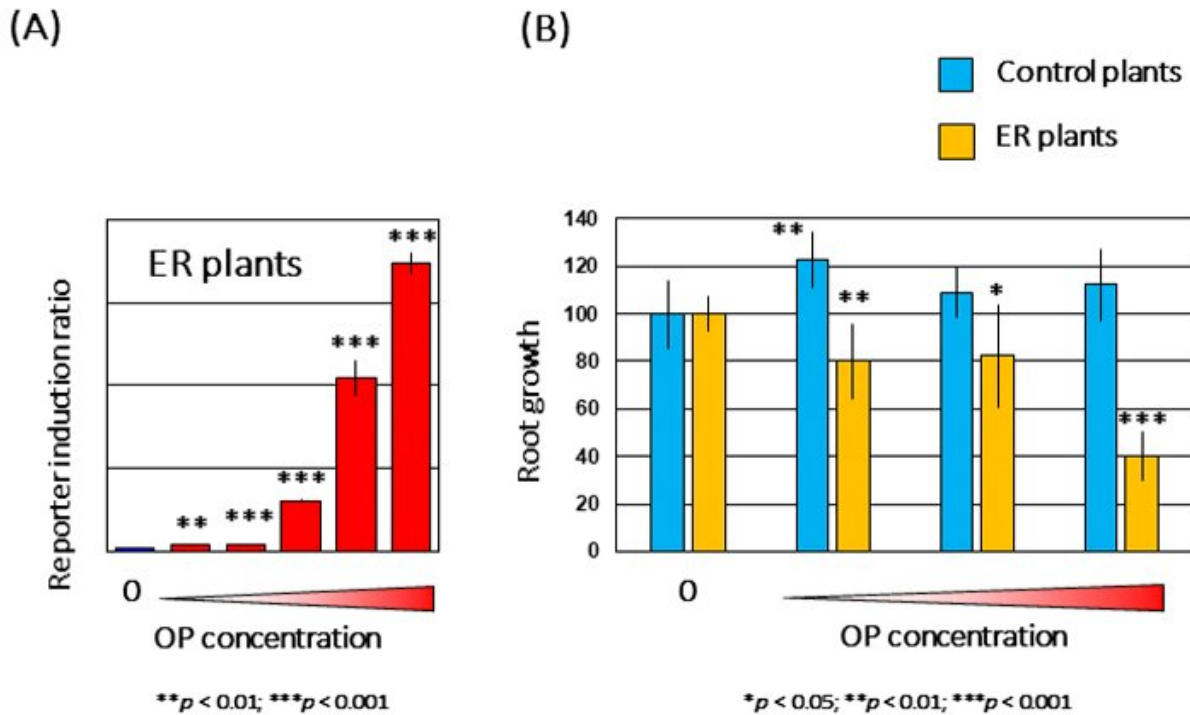 (A)
(B)
Control plants
ER plants
ER plants
Reporter induction ratio
**
***
***
***
***
0
OP concentration
**p < 0.01; ***p < 0.001
Root growth
140
120
100
80
60
40
20
0
**
**
*
***
0
OP concentration
*p < 0.05; **p < 0.01; ***p < 0.001